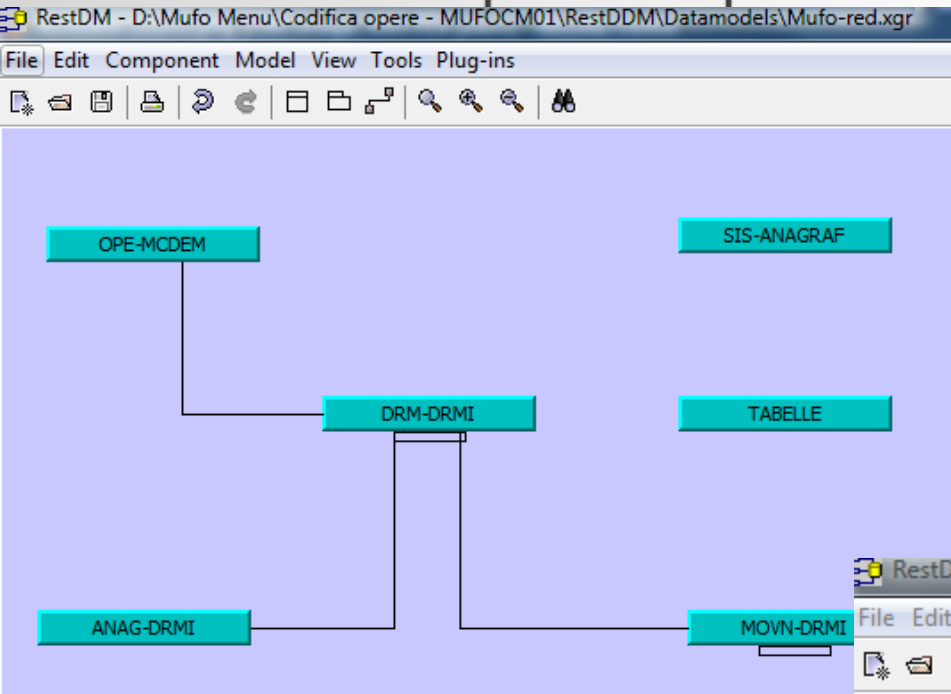 RestDM - D:\Mufo Menu\Codifica opere - MUFOCM01\RestDDM\Datamodels\Mufo-red.xgr
File Edit Component Model View Tools Plug-ins
OPE-MCDEM
SIS-ANAGRAF
DRM-DRMI
TABELLE
ANAG-DRMI
MOVN-DRMI
RestD
File Edit